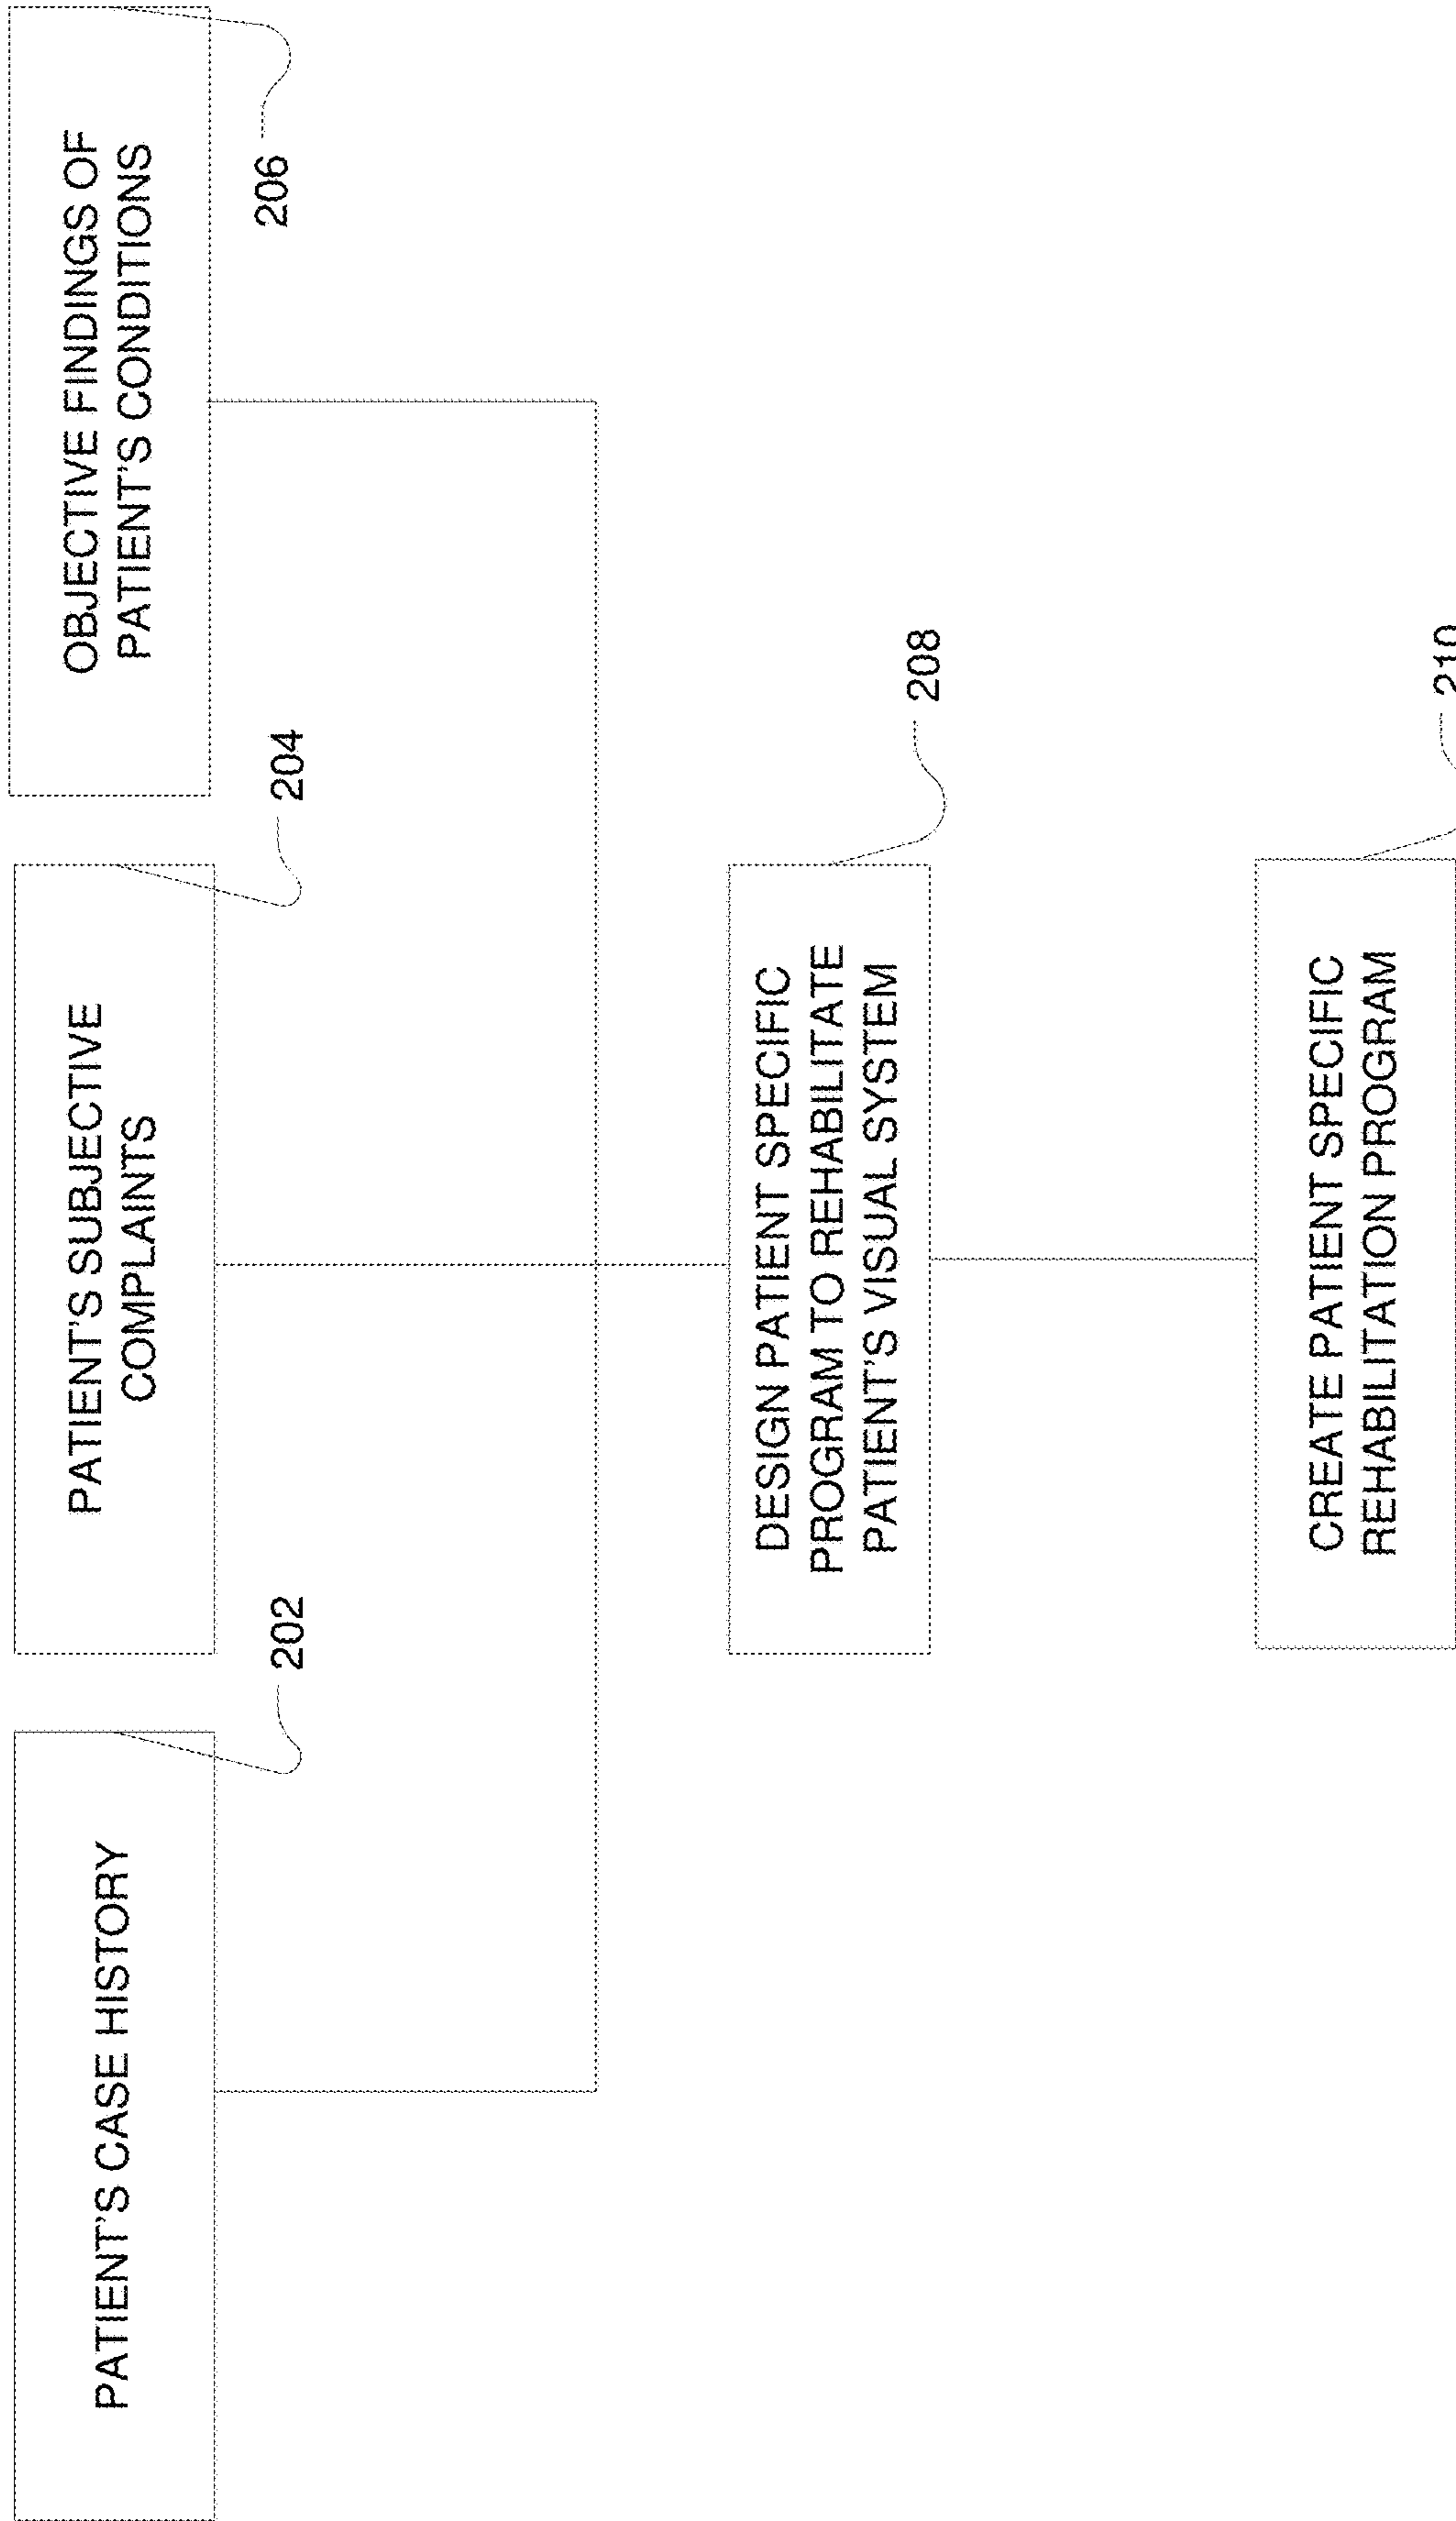 PATIENT'S CASE HISTORY
202
PATIENT'S SUBJECTIVE
COMPLAINTS
204
OBJECTIVE FINDINGS OF
PATIENT'S CONDITIONS
206
DESIGN PATIENT SPECIFIC
PROGRAM TO REHABILITATE
PATIENT'S VISUAL SYSTEM
208
CREATE PATIENT SPECIFIC
REHABILITATION PROGRAM
210